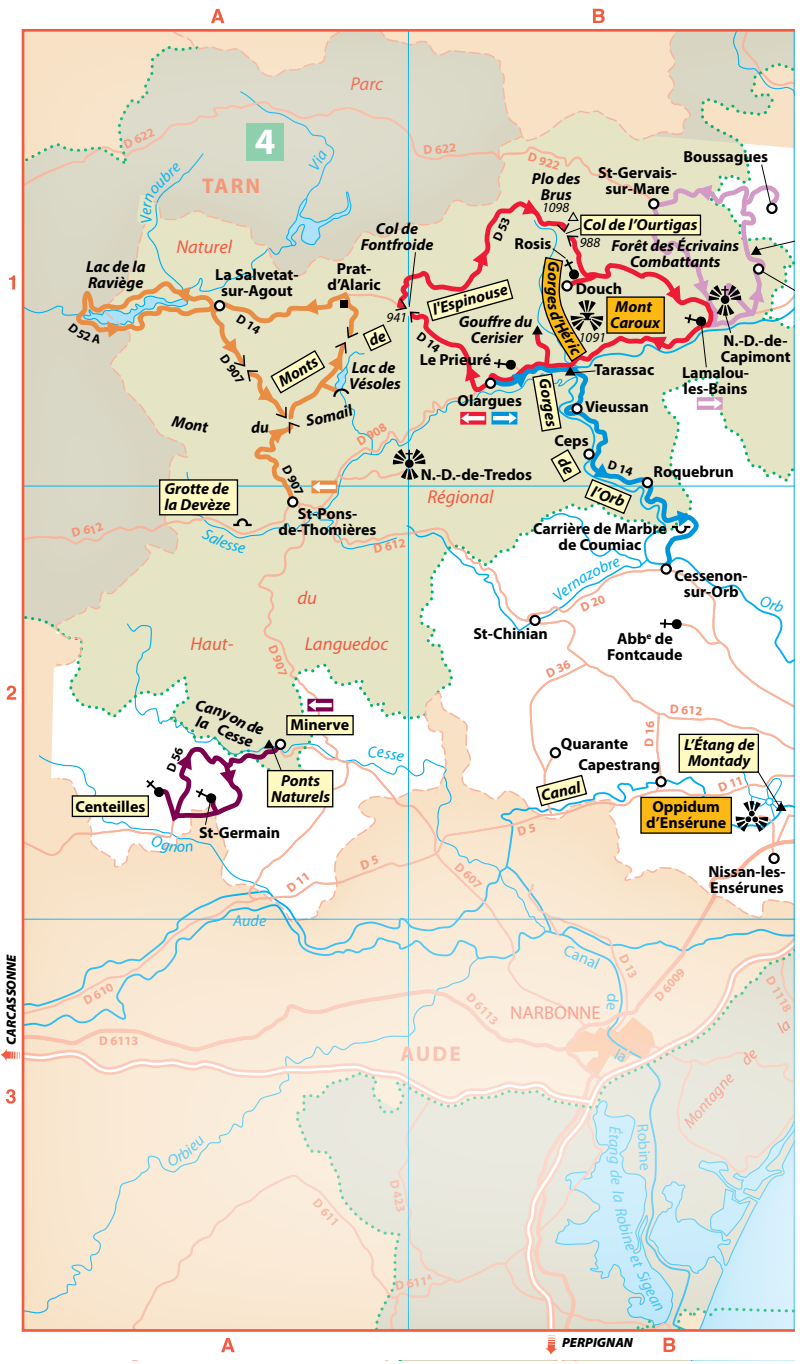 A
B
Parc
4
D 622
D 622
D 922
Boussagues
St-Gervais-
sur-Mare
Via
Vernoubre
TARN
Plo des
Brus
1098
Col de l'Ourtigas
988
Col de
Fontfroide
D 53
Rosis
Forêt des Écrivains
Combattants
Naturel
1
Lac de la
Raviège
La Salvetat-
sur-Agout
Prat-
d'Alaric
l'Espinouse
Douch
Gorges d'Héric
Mont
Caroux
941
D 14
D 14
Gouffre du
Cerisier
1091
N.-D.-de-
Capimont
D 52 A
de
D 907
Monts
Le Prieuré
Tarassac
Lamalou-
les-Bains
Lac de
Vésoles
Olargues
Gorges
Vieussan
Mont
du
Somail
D 908
Ceps
de
D 14
Roquebrun
N.-D.-de-Tredos
D 907
l'Orb
Grotte de
la Devèze
Régional
St-Pons-
de-Thomières
Carrière de Marbre
de Coumiac
D 612
Salesse
D 612
Vernazobre
Cessenon-
sur-Orb
Orb
du
D 20
St-Chinian
Abbᵉ de
Fontcaude
Haut-
Languedoc
D 907
D 36
2
D 612
Canyon de
la Cesse
Minerve
D 16
Cesse
Quarante
L'Étang de
Montady
D 56
Capestrang
D 11
Ponts
Naturels
Canal
Centeilles
Oppidum
d'Ensérune
St-Germain
D 5
Ognon
D 5
Nissan-les-
Ensérunes
D 11
D 607
Aude
Canal
D 13
CARCASSONNE
D 610
de
D 6009
D 1118
D 6113
D 6113
NARBONNE
la
AUDE
la
3
Montagne de
Robine
Orbieu
Étang de la Robine et Sigean
D 423
D 611
D 611ᴬ
A
PERPIGNAN
B